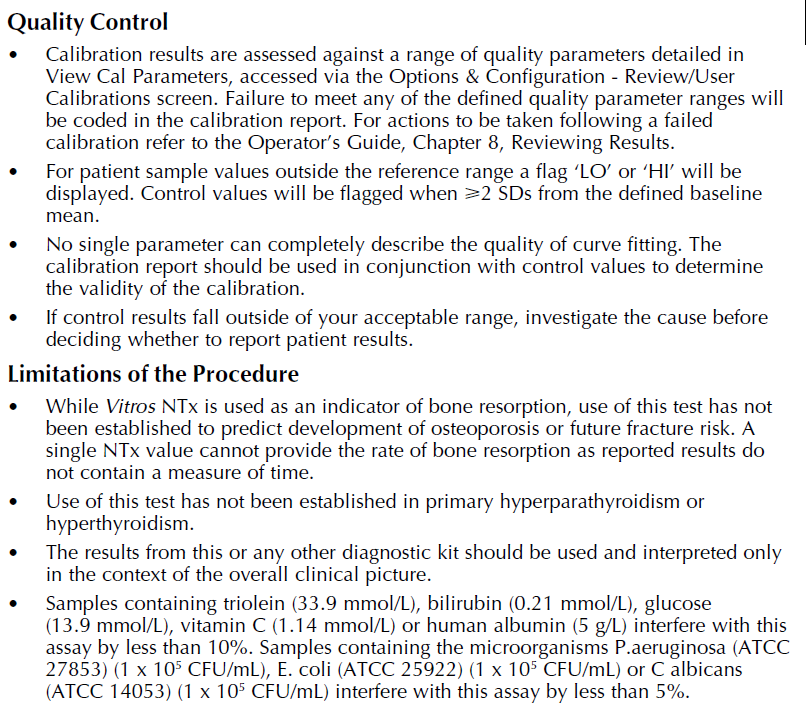 Quality Control
• Calibration results are assessed against a range of quality parameters detailed in
View Cal Parameters, accessed via the Options & Configuration - Review/User
Calibrations screen. Failure to meet any of the defined quality parameter ranges will
be coded in the calibration report. For actions to be taken following a failed
calibration refer to the Operator’s Guide, Chapter 8, Reviewing Results.
• For patient sample values outside the reference range a flag ‘LO’ or ‘HI’ will be
displayed. Control values will be flagged when ⩾2 SDs from the defined baseline
mean.
• No single parameter can completely describe the quality of curve fitting. The
calibration report should be used in conjunction with control values to determine
the validity of the calibration.
• If control results fall outside of your acceptable range, investigate the cause before
deciding whether to report patient results.
Limitations of the Procedure
• While Vitros NTx is used as an indicator of bone resorption, use of this test has not
been established to predict development of osteoporosis or future fracture risk. A
single NTx value cannot provide the rate of bone resorption as reported results do
not contain a measure of time.
• Use of this test has not been established in primary hyperparathyroidism or
hyperthyroidism.
• The results from this or any other diagnostic kit should be used and interpreted only
in the context of the overall clinical picture.
• Samples containing triolein (33.9 mmol/L), bilirubin (0.21 mmol/L), glucose
(13.9 mmol/L), vitamin C (1.14 mmol/L) or human albumin (5 g/L) interfere with this
assay by less than 10%. Samples containing the microorganisms P.aeruginosa (ATCC
27853) (1 x 10⁵ CFU/mL), E. coli (ATCC 25922) (1 x 10⁵ CFU/mL) or C albicans
(ATCC 14053) (1 x 10⁵ CFU/mL) interfere with this assay by less than 5%.